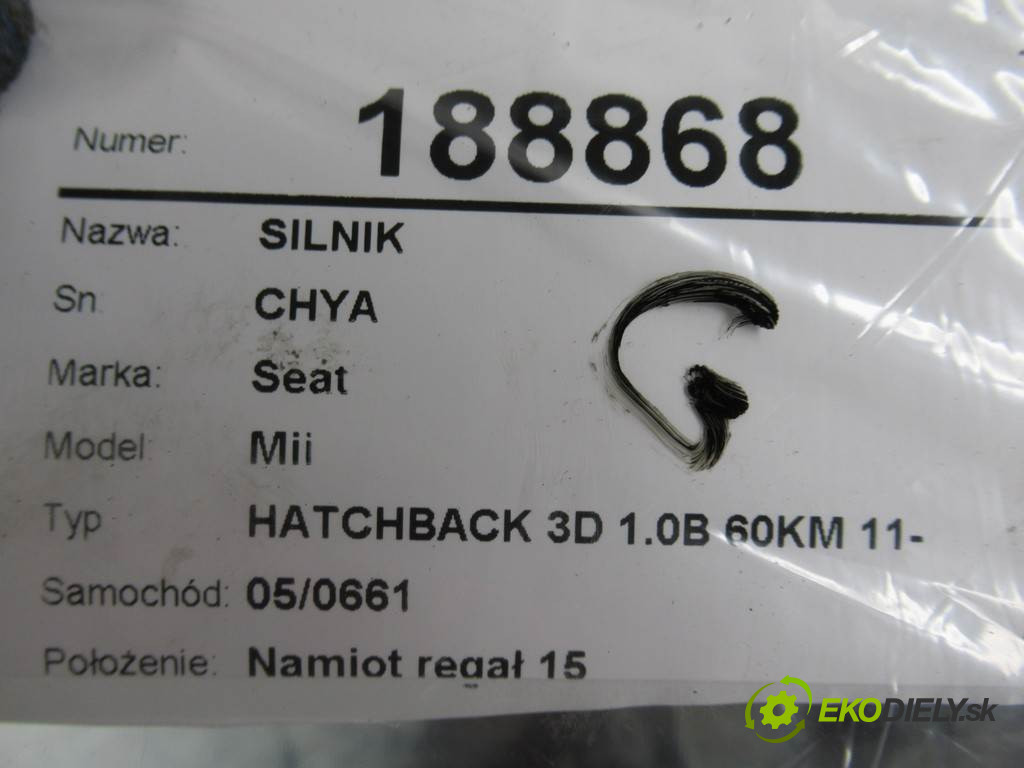 Numer: 188868
Nazwa: SILNIK
Sn CHYA
Marka: Seat
Model: Mii
Typ HATCHBACK 3D 1.0B 60KM 11-
Samochód: 05/0661
Położenie: Namiot regał 15
G
EKODIELY.sk